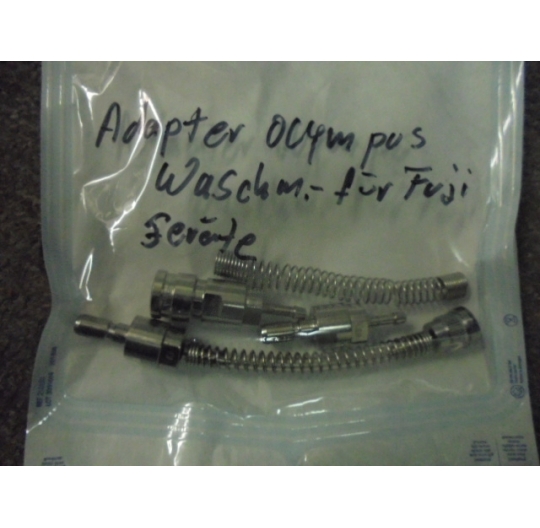 Adapter Olympus
Waschm.- für Fuji
Geräte